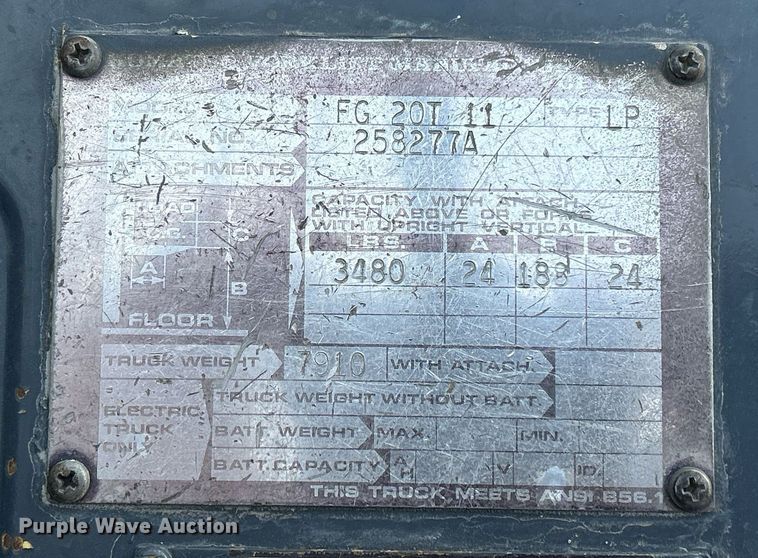 FG 20T 11 TYPE LP
SERIAL NO. 258277A
ATTACHMENTS
CAPACITY WITH ATTACH.
LISTED ABOVE OR FORKS
WITH UPRIGHT VERTICAL
LBS. A B C
3480 24 188 24
A
B
C
FLOOR
TRUCK WEIGHT 7910 WITH ATTACH.
ELECTRIC
TRUCK
ONLY
TRUCK WEIGHT WITHOUT BATT.
BATT. WEIGHT MAX. MIN.
BATT. CAPACITY AH V ID.
THIS TRUCK MEETS ANSI B56.1
Purple Wave Auction